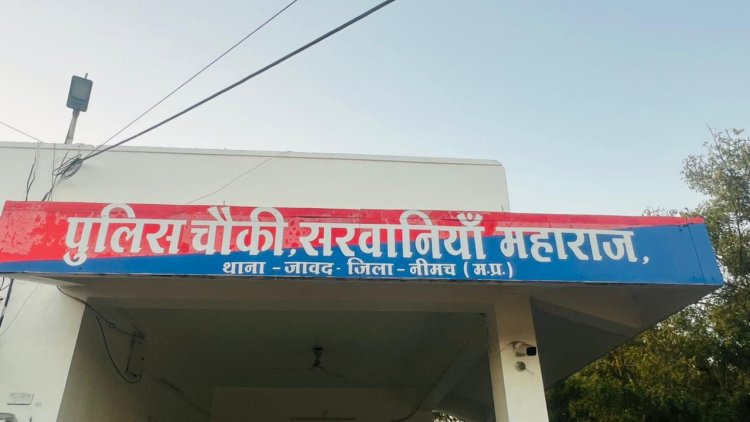 पुलिस चौकी, सरवानियाँ महाराज,
थाना - जावद - जिला - नीमच ( म.प्र. )